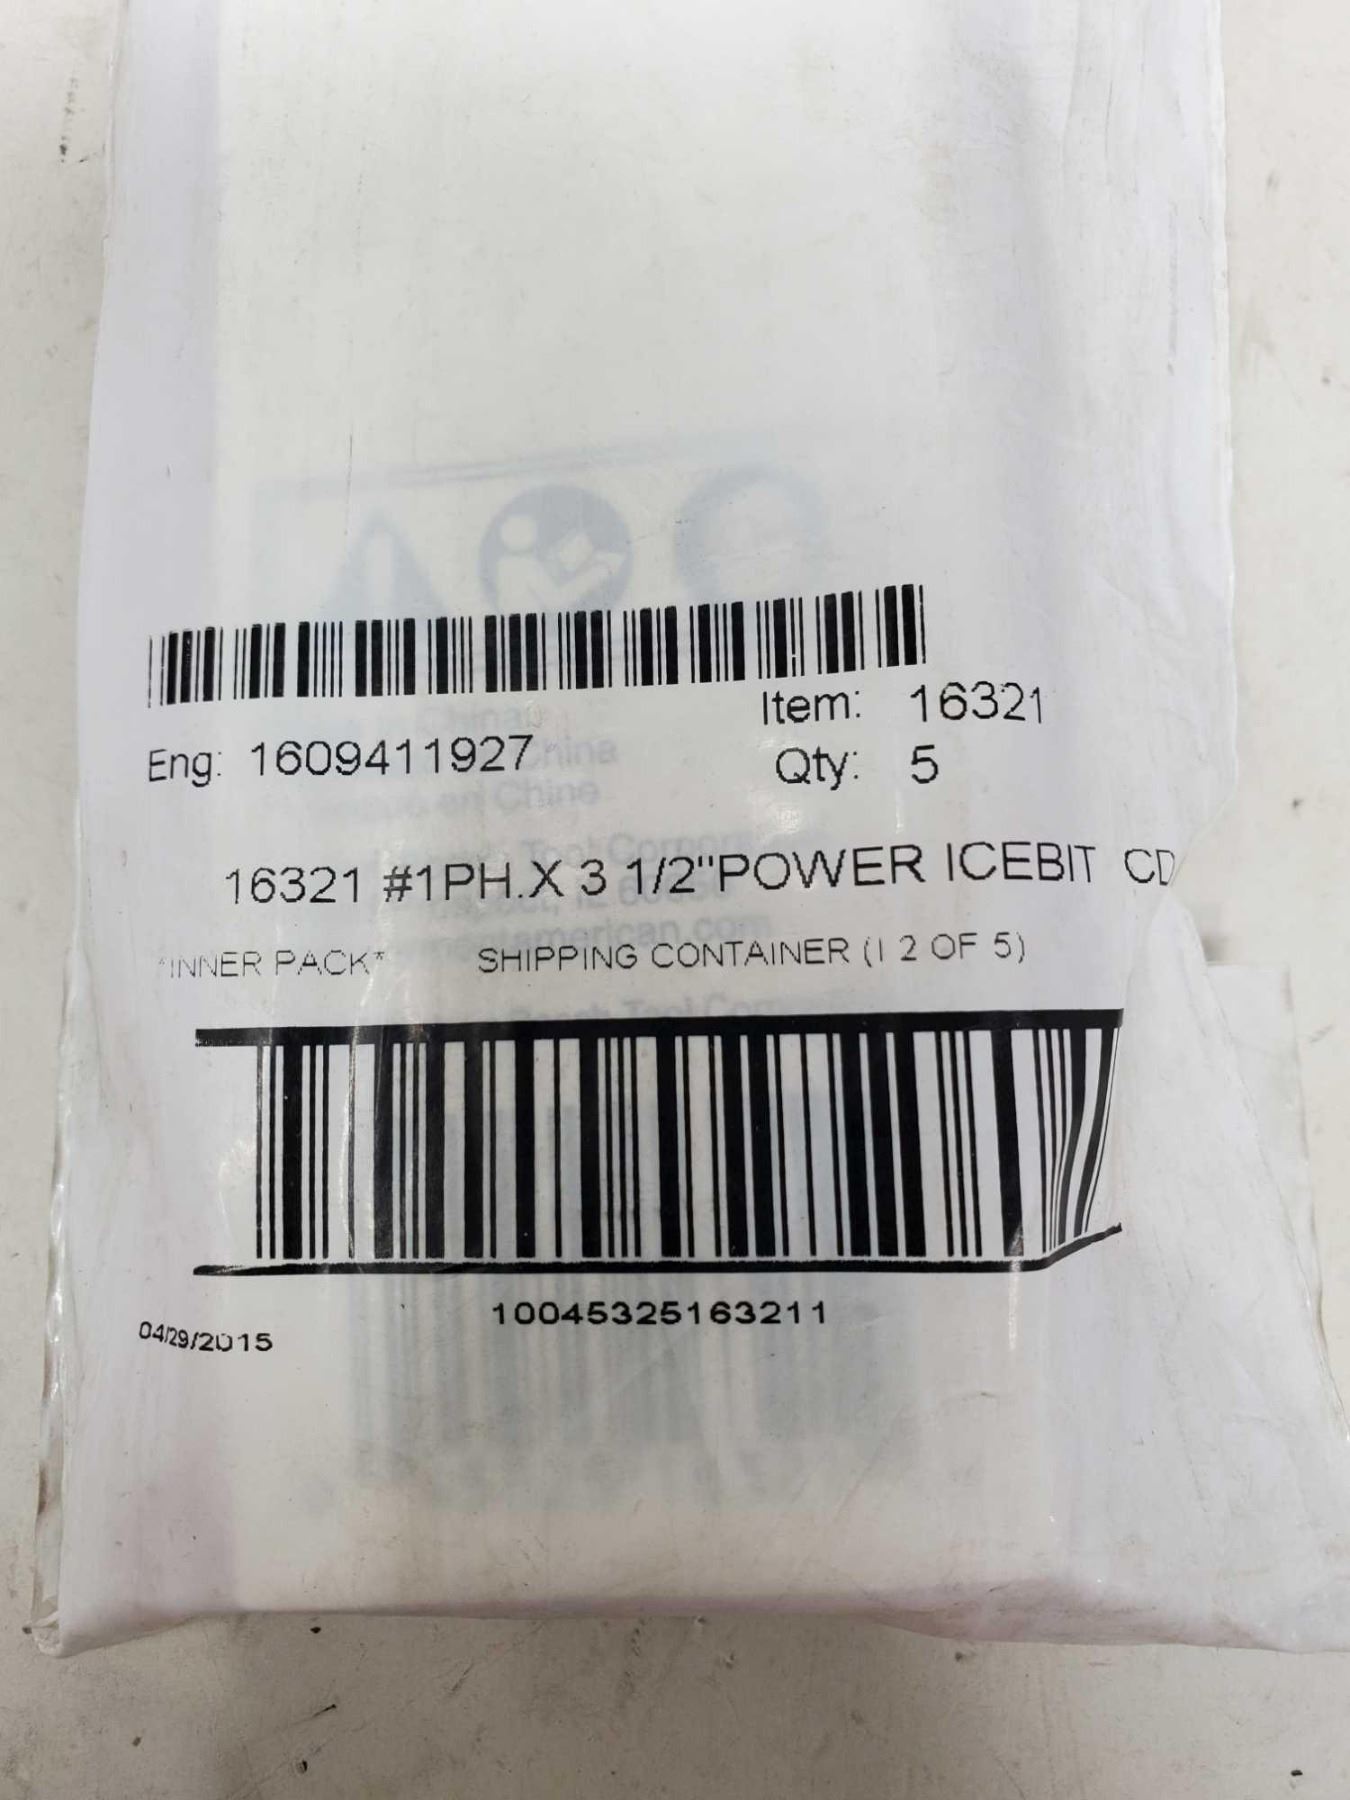 Item: 16321
Eng: 1609411927
Qty: 5
16321 #1PH.X 3 1/2"POWER ICEBIT CD
*INNER PACK* SHIPPING CONTAINER (I 2 OF 5)
10045325163211
04/29/2015